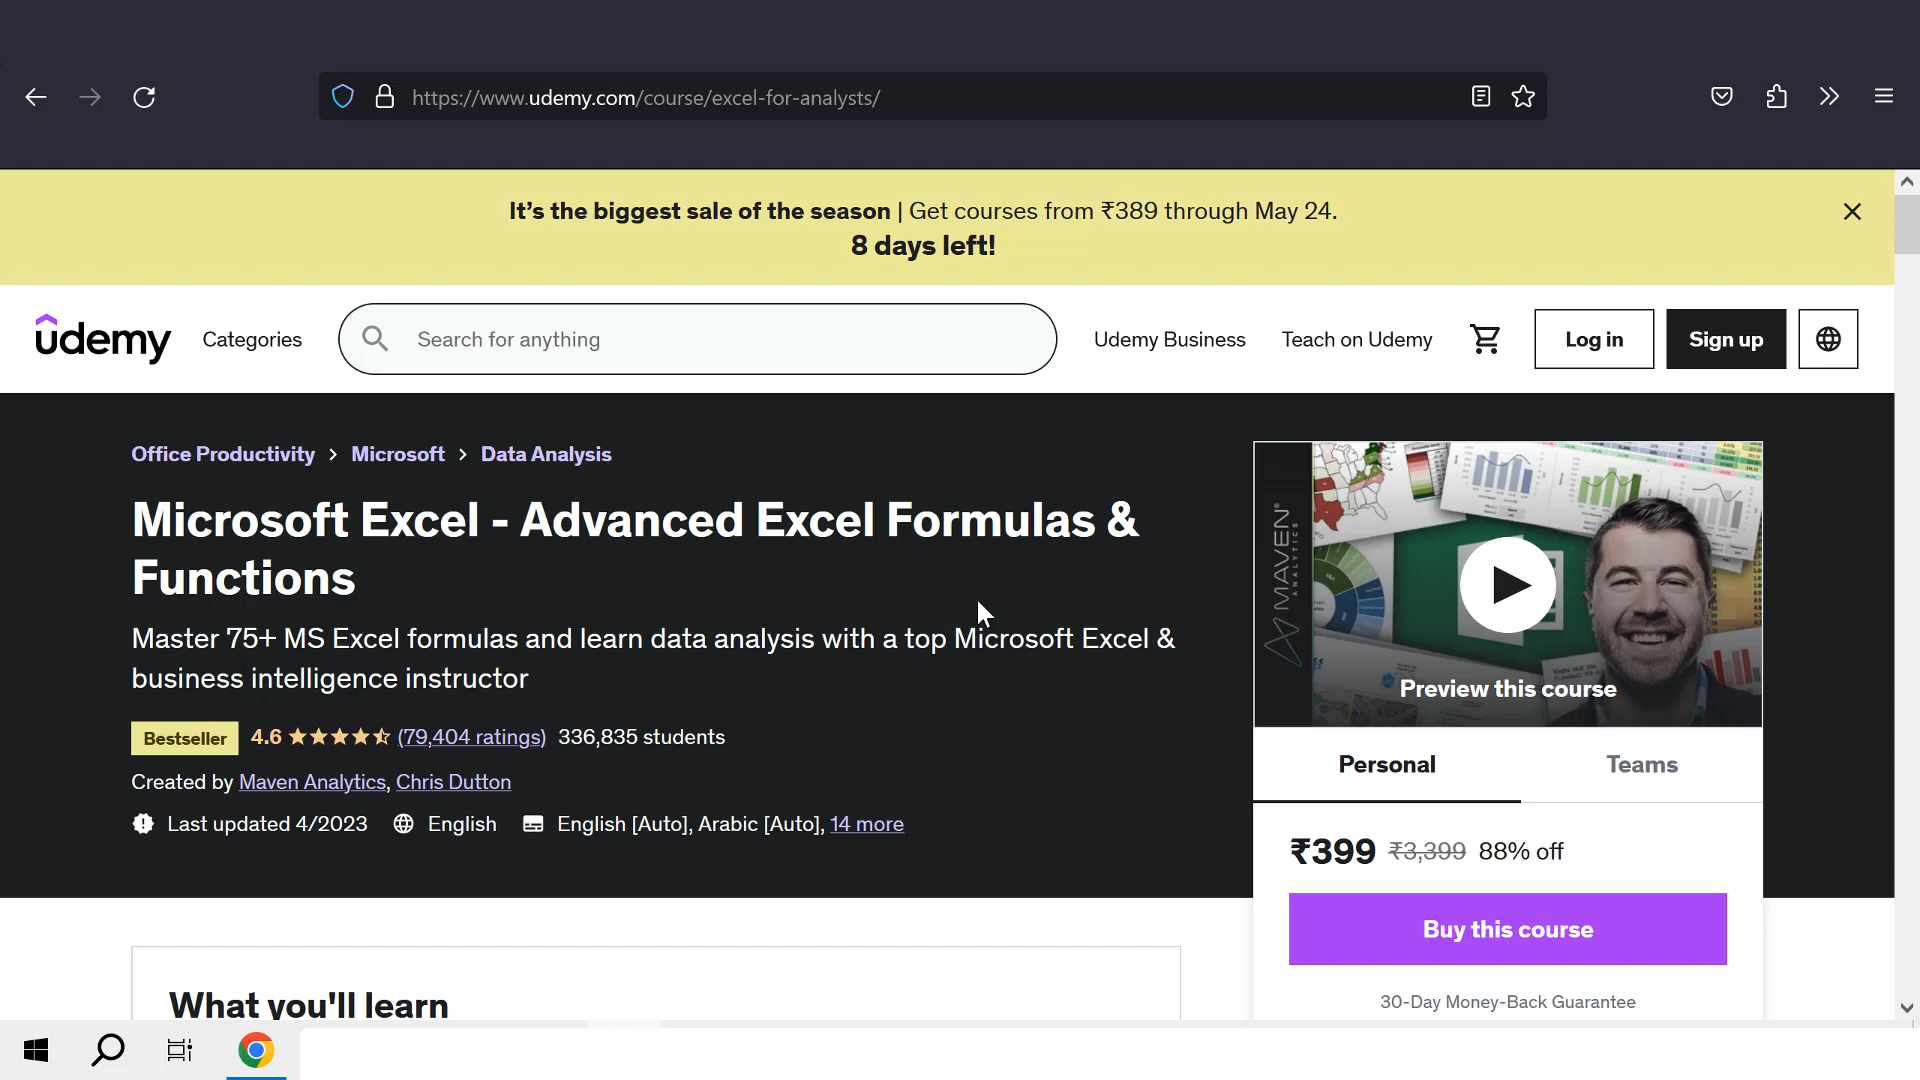 https://www.udemy.com/course/excel-for-analysts/
It's the biggest sale of the season | Get courses from ₹389 through May 24.
8 days left!
udemy
Categories
Search for anything
Udemy Business
Teach on Udemy
Log in
Sign up
Office Productivity > Microsoft > Data Analysis
Microsoft Excel - Advanced Excel Formulas &
Functions
Master 75+ MS Excel formulas and learn data analysis with a top Microsoft Excel &
business intelligence instructor
Bestseller 4.6 (79,404 ratings) 336,835 students
Created by Maven Analytics, Chris Dutton
Last updated 4/2023 English English [Auto], Arabic [Auto], 14 more
MAVEN
ANALYTICS
Preview this course
Personal
Teams
₹399 ₹3,399 88% off
Buy this course
30-Day Money-Back Guarantee
What you'll learn